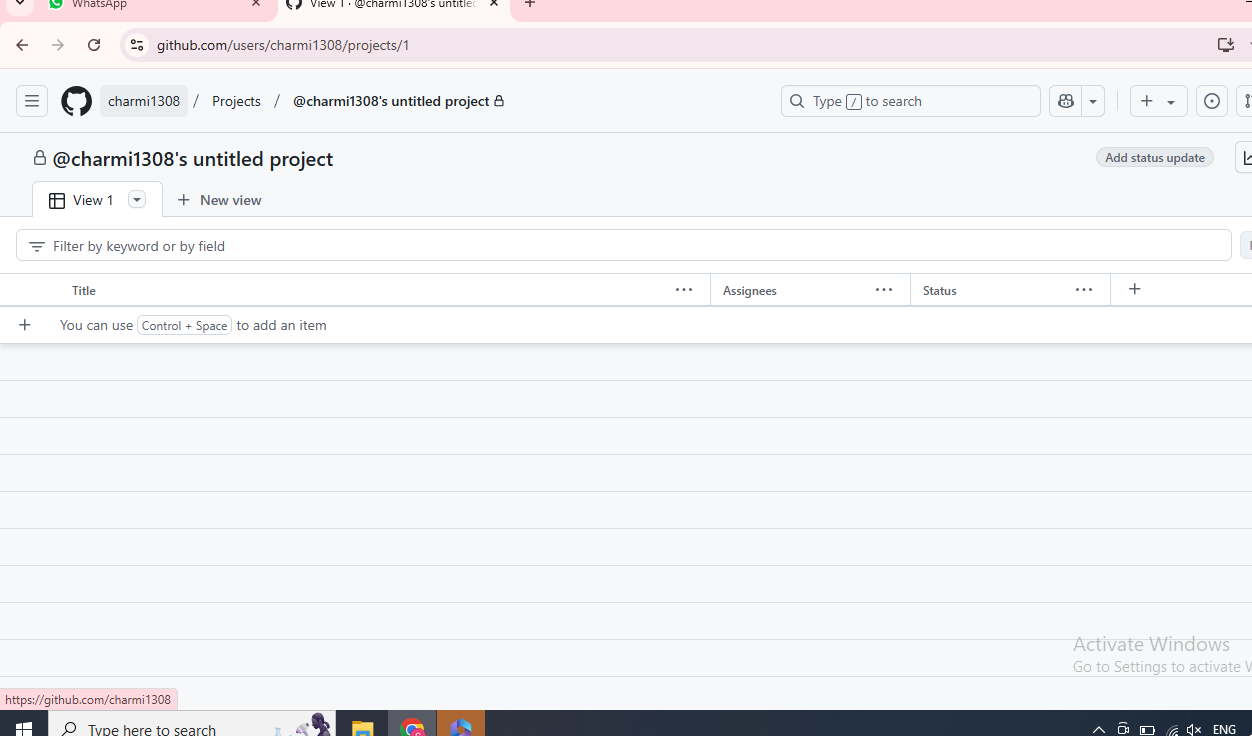 WhatsApp
View 1 · @charmi1308's untitled
github.com/users/charmi1308/projects/1
charmi1308 / Projects / @charmi1308's untitled project
Type / to search
@charmi1308's untitled project
Add status update
View 1
New view
Filter by keyword or by field
Title
Assignees
Status
You can use Control + Space to add an item
Activate Windows
Go to Settings to activate
https://github.com/charmi1308
Type here to search
ENG